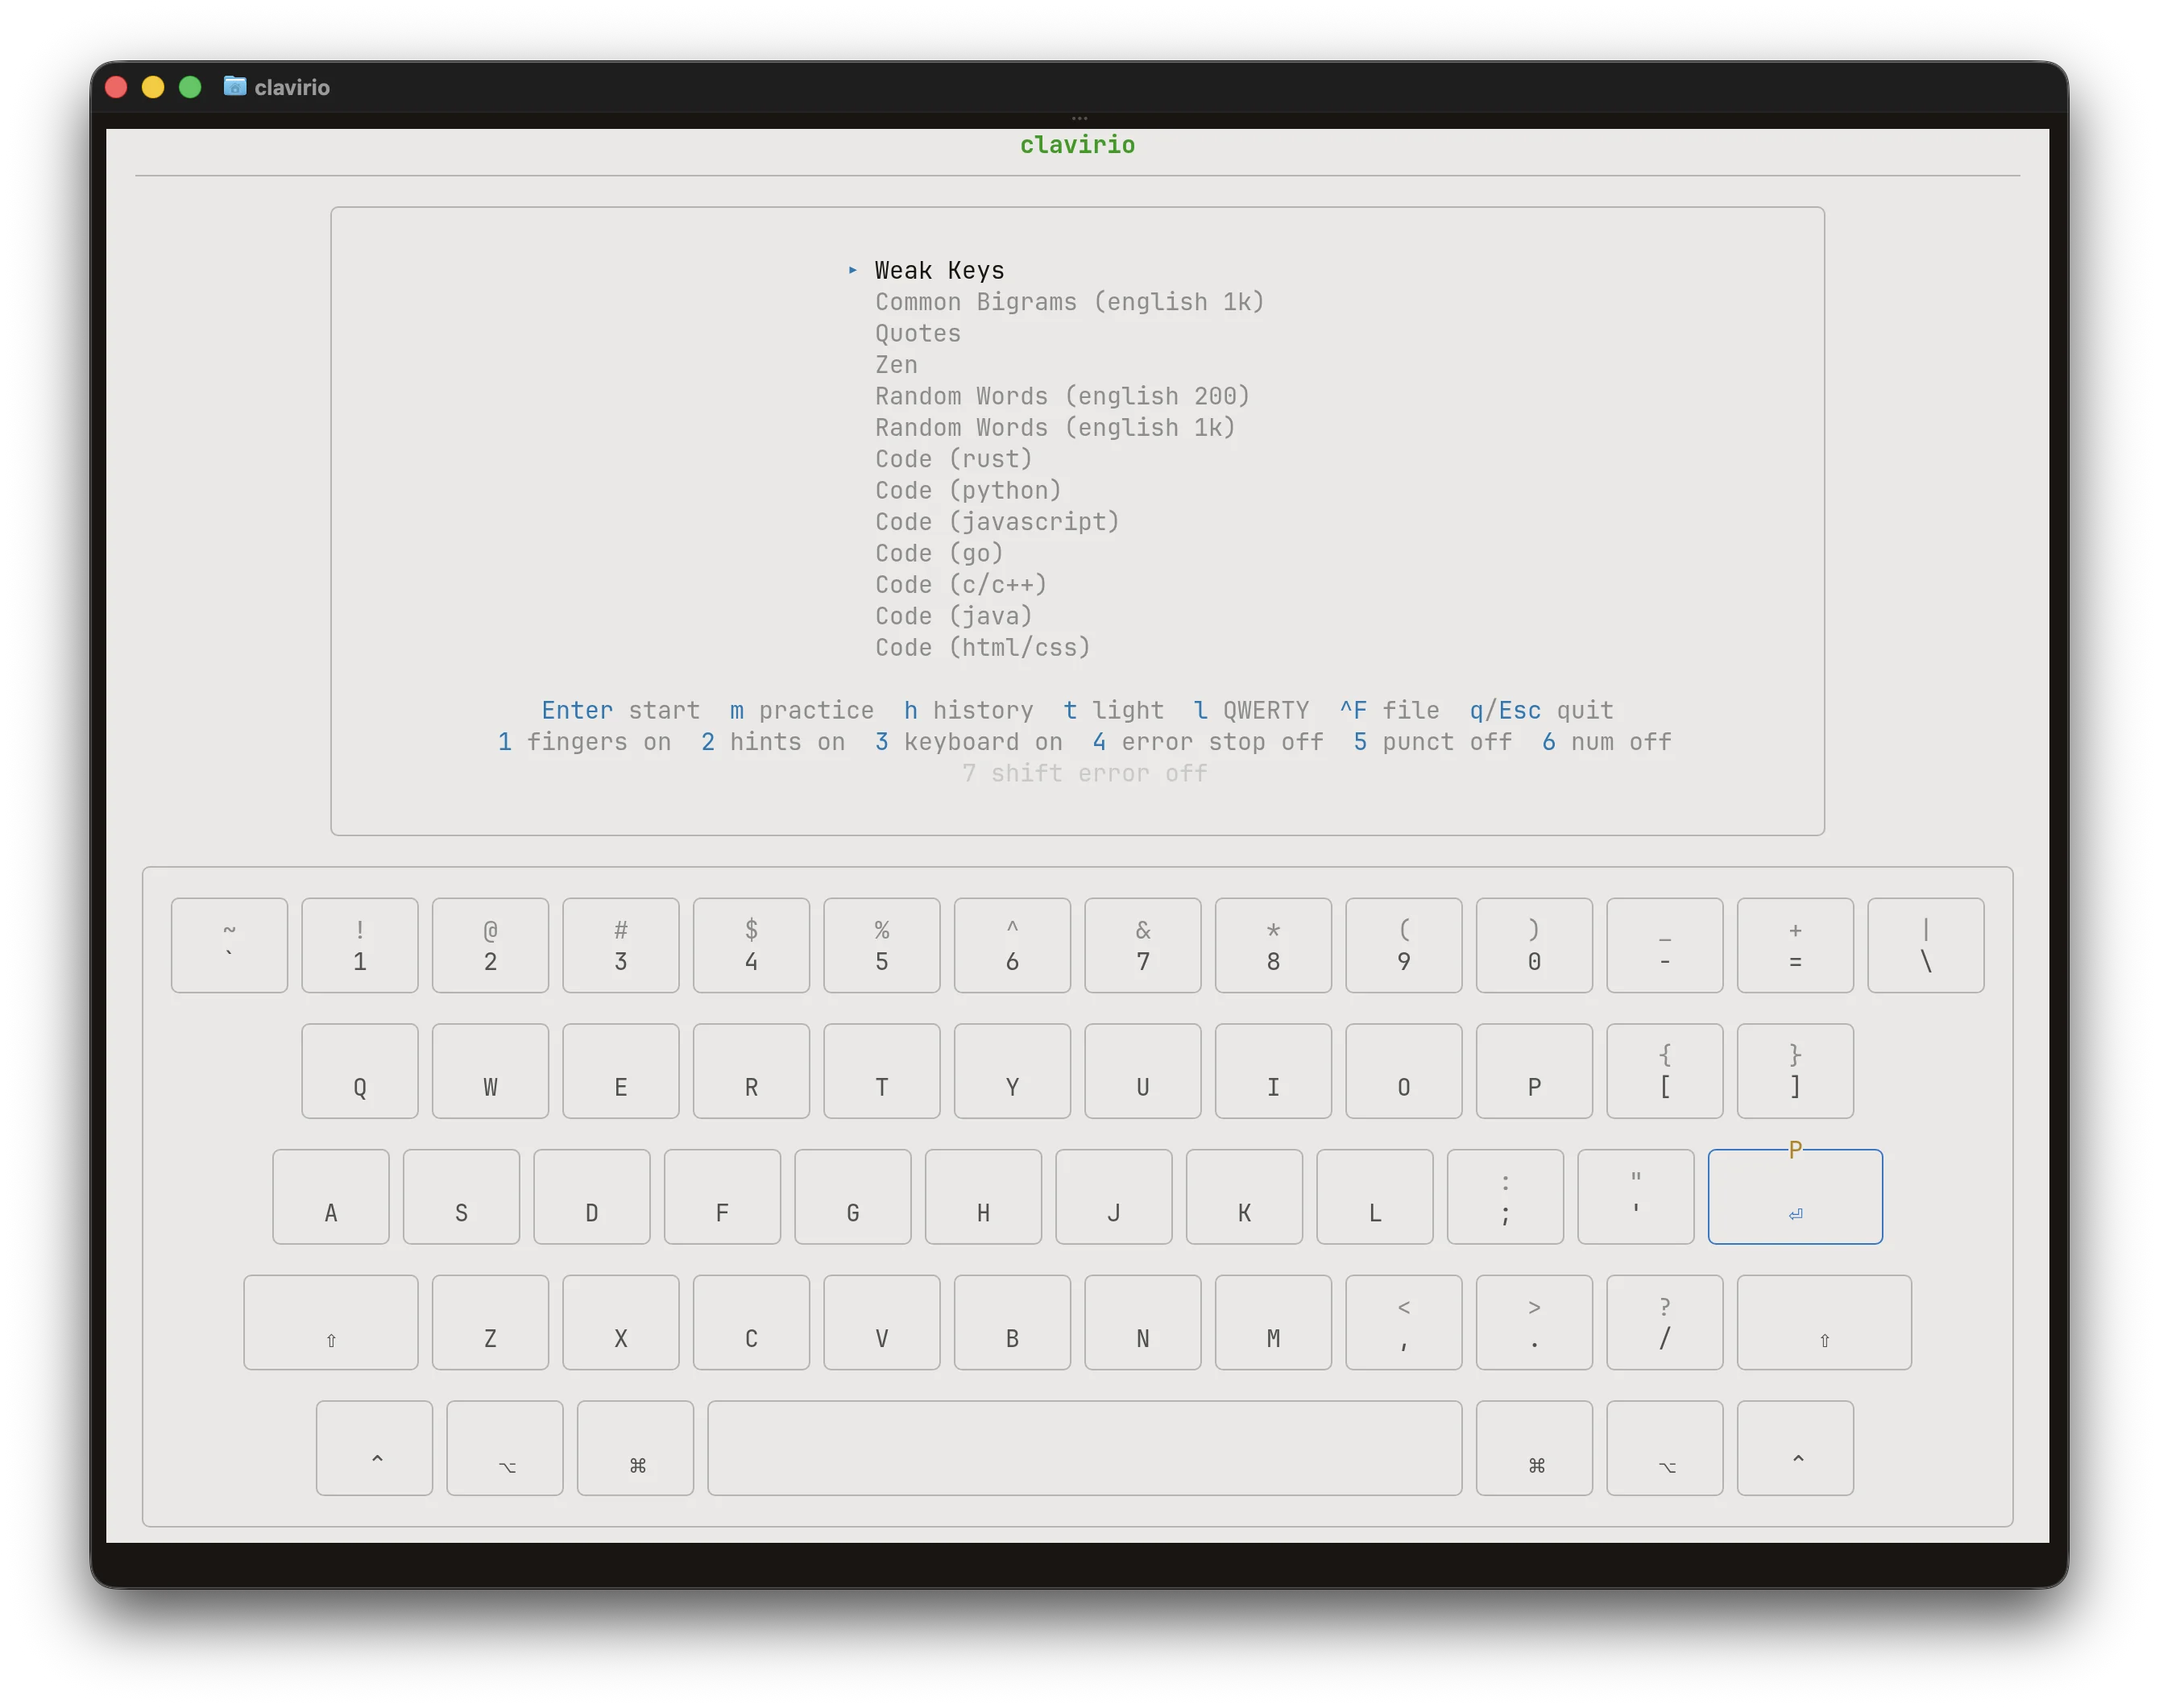 clavirio
clavirio
▸ Weak Keys
Common Bigrams (english 1k)
Quotes
Zen
Random Words (english 200)
Random Words (english 1k)
Code (rust)
Code (python)
Code (javascript)
Code (go)
Code (c/c++)
Code (java)
Code (html/css)
Enter start m practice h history t light l QWERTY ^F file q/Esc quit
1 fingers on 2 hints on 3 keyboard on 4 error stop off 5 punct off 6 num off
7 shift error off
~ ! @ # $ % ^ & * ( ) _ + |
` 1 2 3 4 5 6 7 8 9 0 - = \
{ }
Q W E R T Y U I O P [ ]
P
: "
A S D F G H J K L ; ' ⏎
< > ?
⇧ Z X C V B N M , . / ⇧
^ ⌥ ⌘ ⌘ ⌥ ^